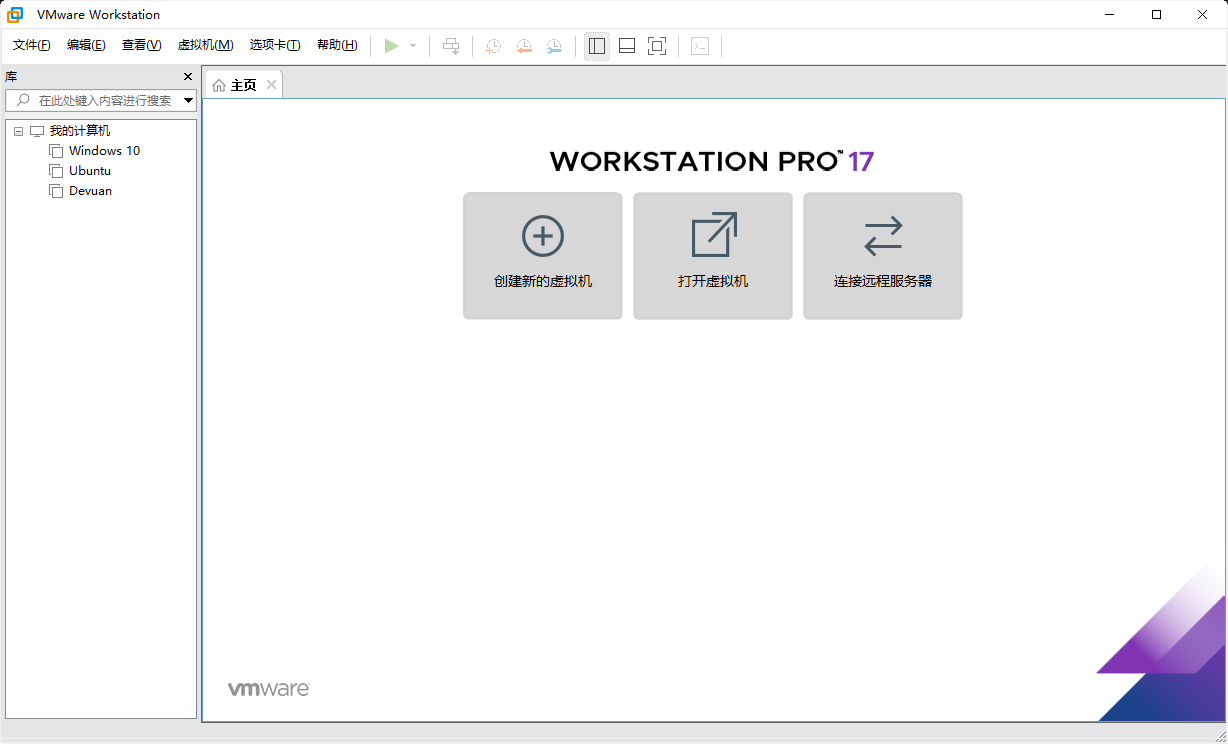 VMware Workstation
文件(F) 编辑(E) 查看(V) 虚拟机(M) 选项卡(T) 帮助(H)
库
在此处键入内容进行搜索
我的计算机
Windows 10
Ubuntu
Devuan
主页
WORKSTATION PRO™ 17
创建新的虚拟机
打开虚拟机
连接远程服务器
vmware